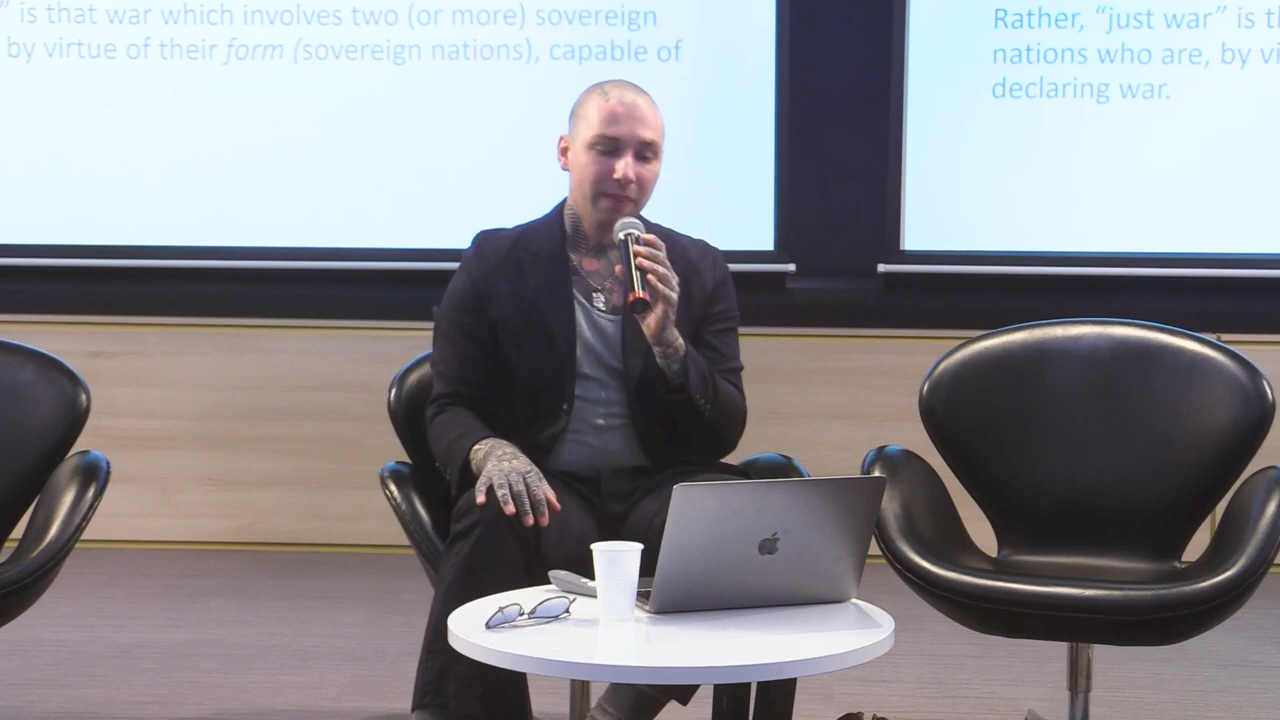 ” is that war which involves two (or more) sovereign
by virtue of their form (sovereign nations), capable of
Rather, “just war” is
nations who are, by
declaring war.